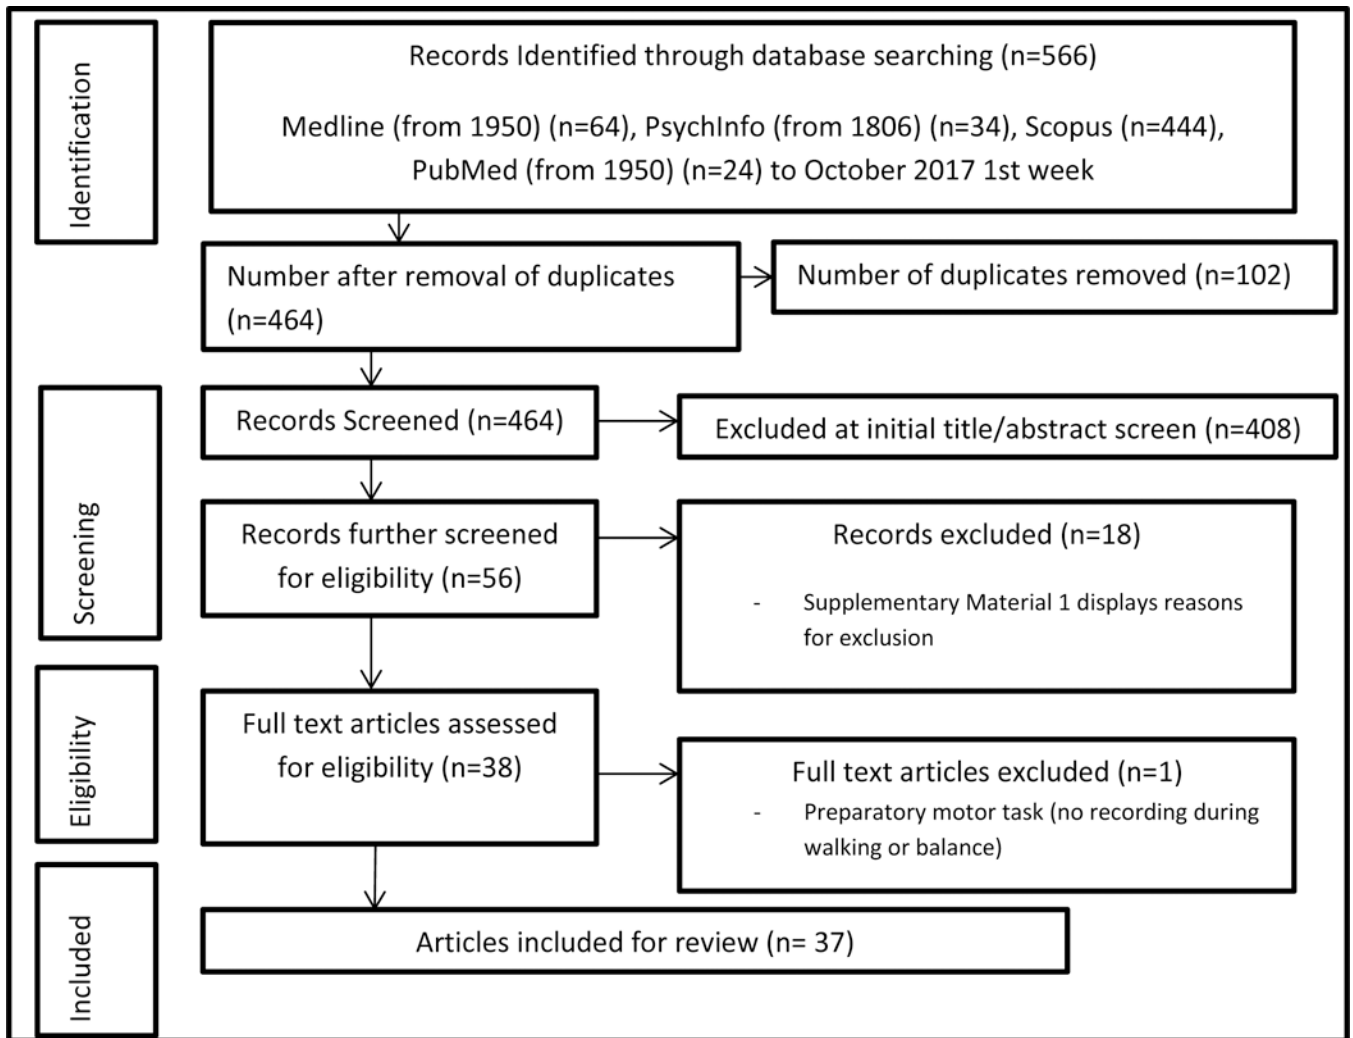 Identification
Records Identified through database searching (n=566)
Medline (from 1950) (n=64), PsychInfo (from 1806) (n=34), Scopus (n=444),
PubMed (from 1950) (n=24) to October 2017 1st week
Number after removal of duplicates
(n=464)
Number of duplicates removed (n=102)
Screening
Records Screened (n=464)
Excluded at initial title/abstract screen (n=408)
Records further screened
for eligibility (n=56)
Records excluded (n=18)
- Supplementary Material 1 displays reasons
for exclusion
Eligibility
Full text articles assessed
for eligibility (n=38)
Full text articles excluded (n=1)
- Preparatory motor task (no recording during
walking or balance)
Included
Articles included for review (n= 37)